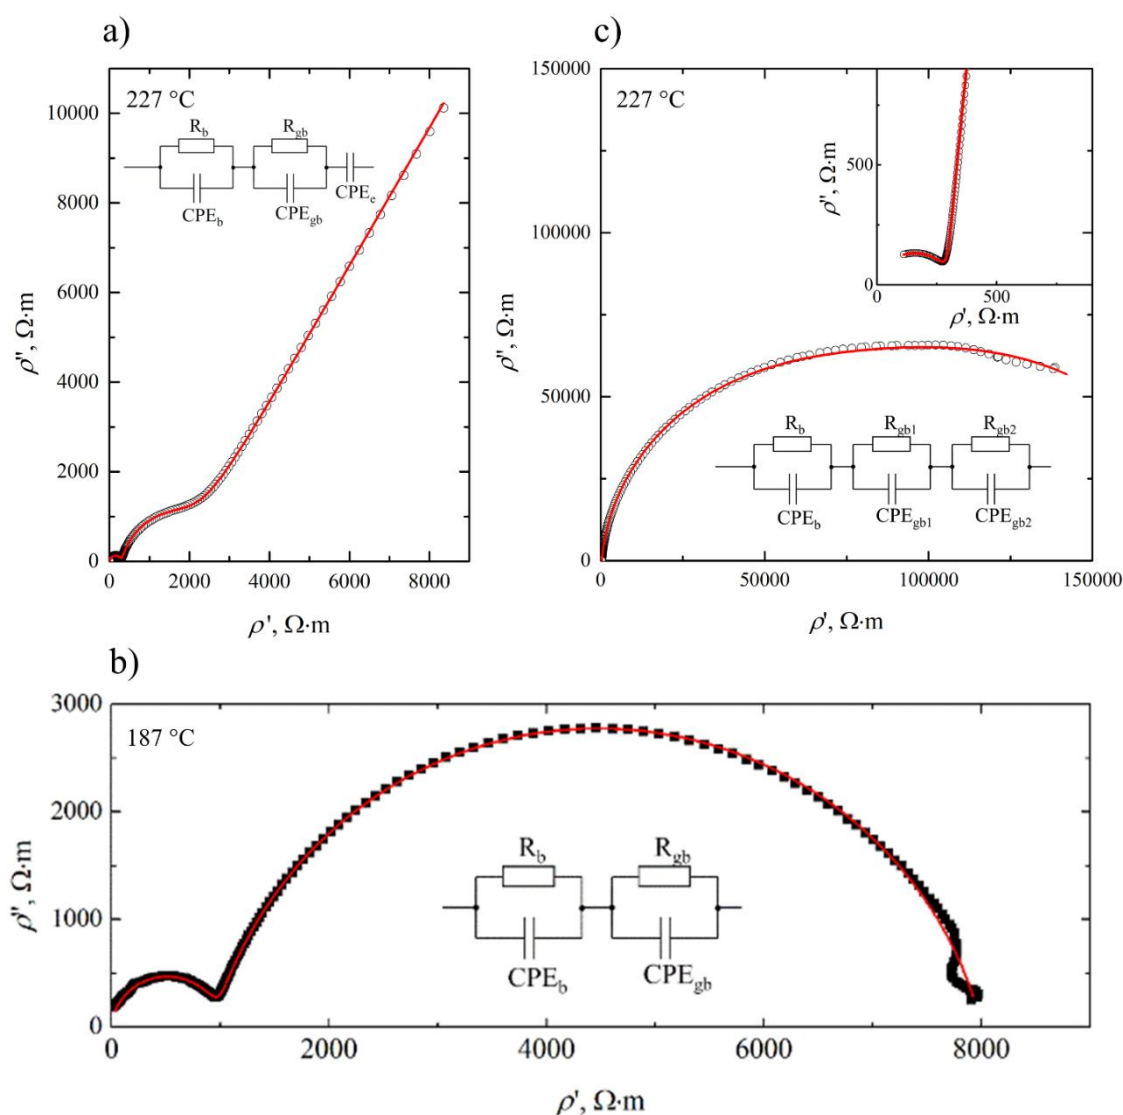 a)
227 °C
R_b
R_gb
CPE_b
CPE_gb
CPE_e
10000
8000
6000
4000
2000
0
ρ'', Ω·m
0 2000 4000 6000 8000
ρ', Ω·m
c)
227 °C
150000
100000
50000
0
ρ'', Ω·m
500
0
ρ'', Ω·m
0 500
ρ', Ω·m
R_b
R_gb1
R_gb2
CPE_b
CPE_gb1
CPE_gb2
0 50000 100000 150000
ρ', Ω·m
b)
187 °C
3000
2000
1000
0
ρ'', Ω·m
R_b
R_gb
CPE_b
CPE_gb
0 2000 4000 6000 8000
ρ', Ω·m